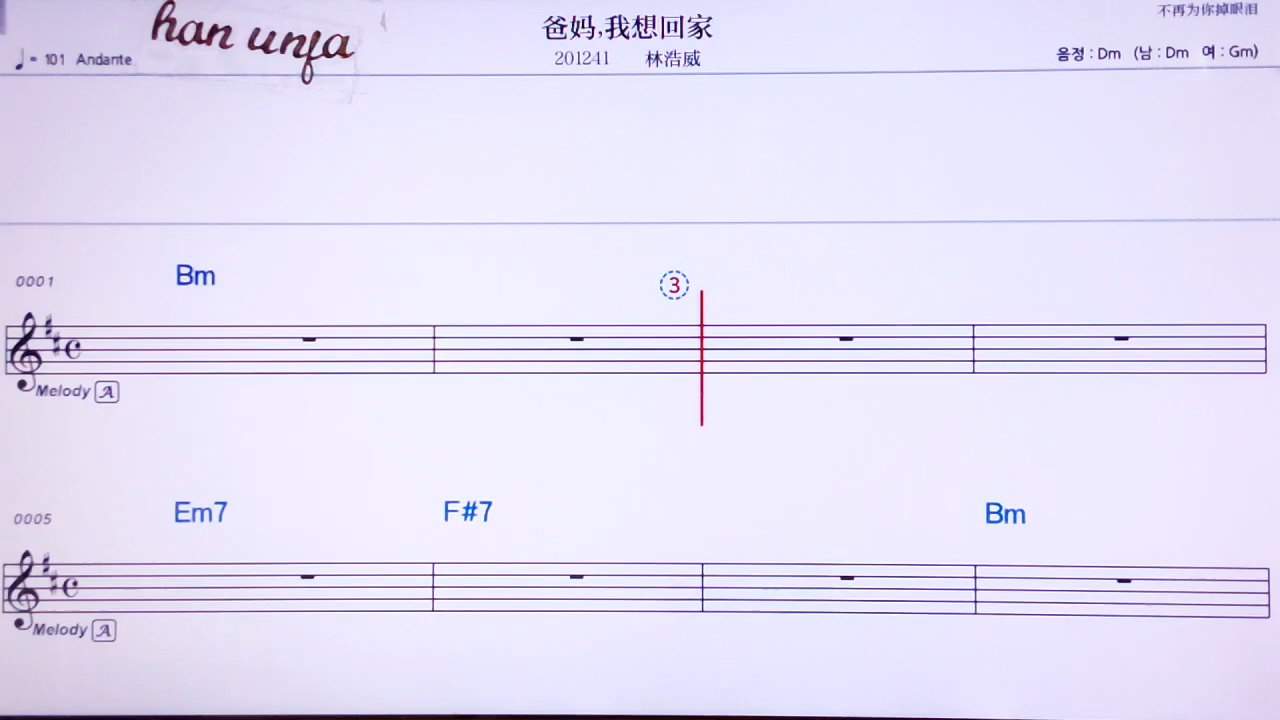 han unfa
爸妈,我想回家
不再为你掉眼泪
♩= 101 Andante
201241 林浩威
음정 : Dm (남 : Dm 여 : Gm)
0001 Bm ③
Melody A
0005 Em7 F#7 Bm
Melody A